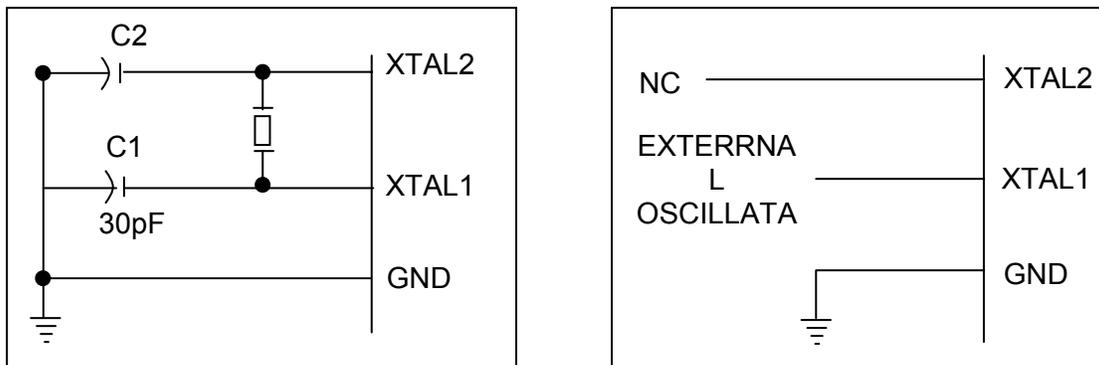 C2
XTAL2
C1
XTAL1
30pF
GND
NC
XTAL2
EXTERRNA
L
OSCILLATA
XTAL1
GND